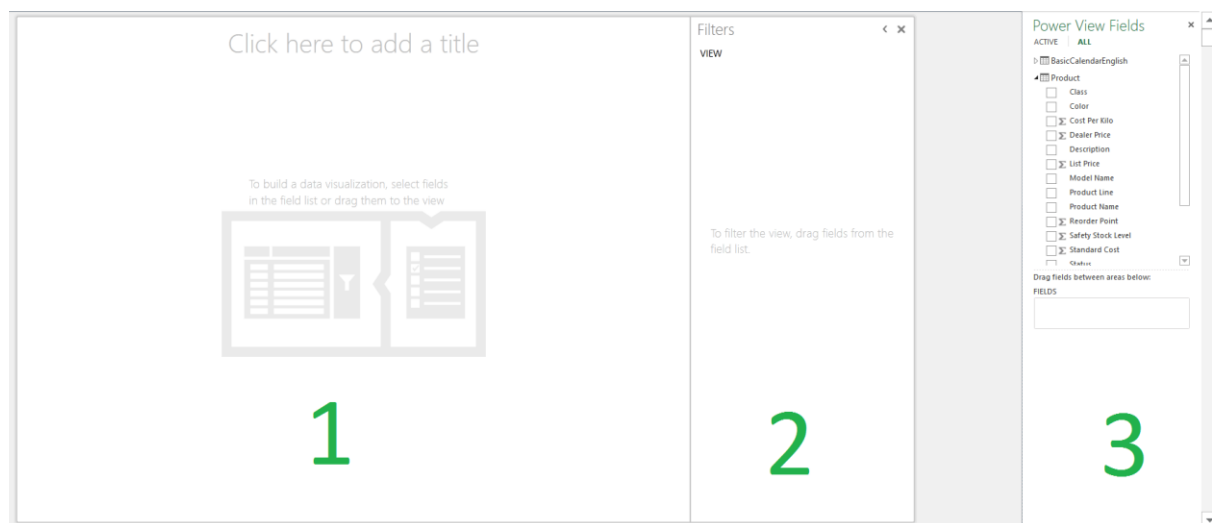 Click here to add a title
To build a data visualization, select fields
in the field list or drag them to the view
1
Filters
VIEW
To filter the view, drag fields from the
field list.
2
Power View Fields
ACTIVE ALL
BasicCalendarEnglish
Product
Class
Color
Σ Cost Per Kilo
Σ Dealer Price
Description
Σ List Price
Model Name
Product Line
Product Name
Σ Reorder Point
Σ Safety Stock Level
Σ Standard Cost
Status
Drag fields between areas below:
FIELDS
3